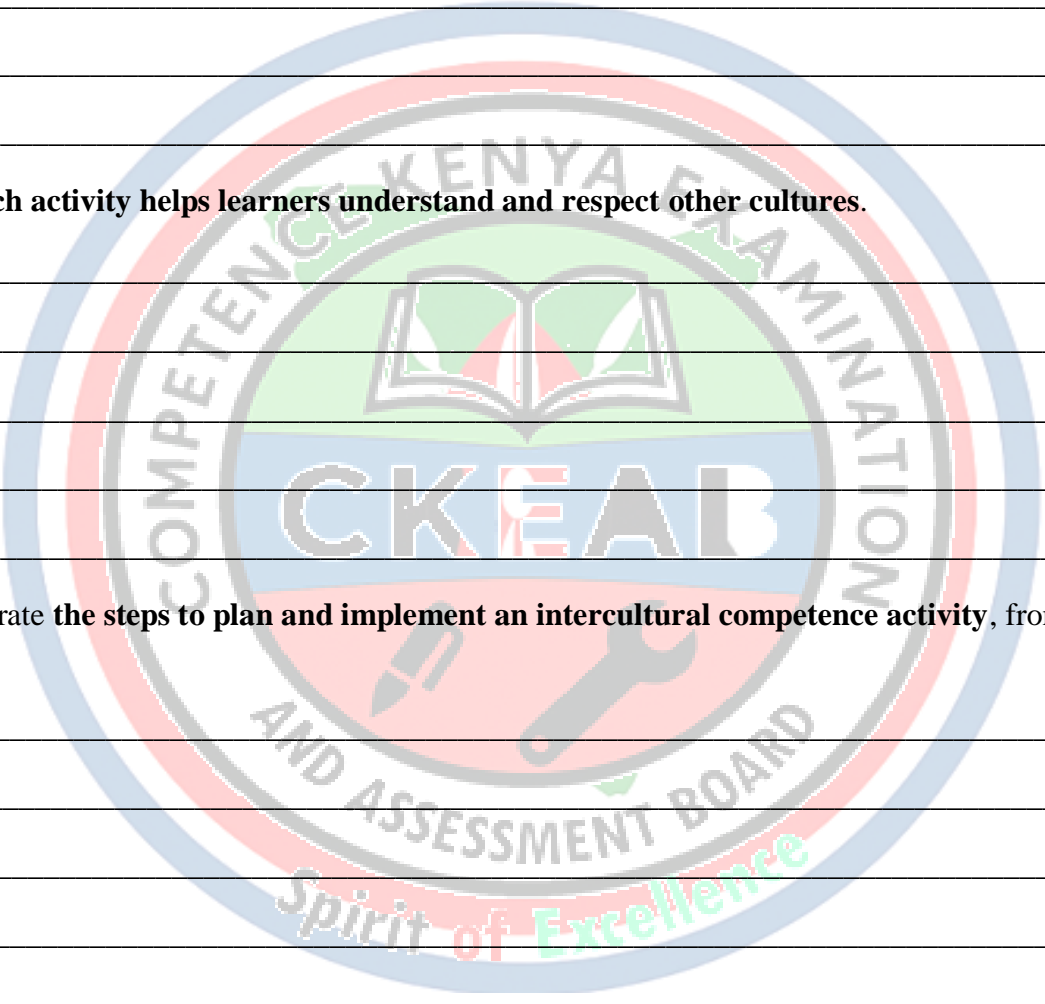 ch activity helps learners understand and respect other cultures.
COMPETENCE KENYA EXAMINATION
CKEAB
rate the steps to plan and implement an intercultural competence activity, fro
AND ASSESSMENT BOARD
Spirit of Excellence